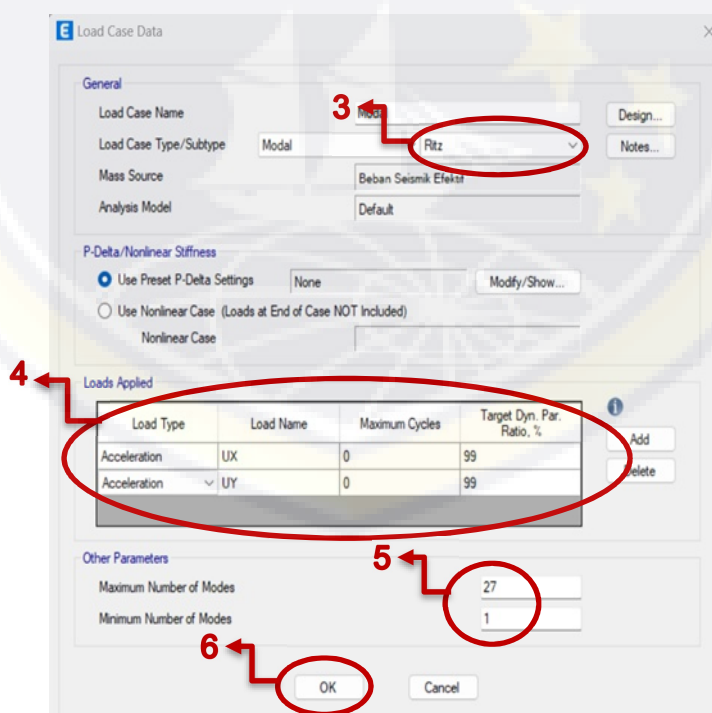 E Load Case Data
General
Load Case Name Modal Design...
3
Load Case Type/Subtype Modal Ritz Notes...
Mass Source Beban Seismik Efektif
Analysis Model Default
P-Delta/Nonlinear Stiffness
Use Preset P-Delta Settings None Modify/Show...
Use Nonlinear Case (Loads at End of Case NOT Included)
Nonlinear Case
4
Loads Applied
Load Type Load Name Maximum Cycles Target Dyn. Par. Ratio, %
Add
Acceleration UX 0 99
Delete
Acceleration UY 0 99
Other Parameters
5
Maximum Number of Modes 27
Minimum Number of Modes 1
6
OK Cancel